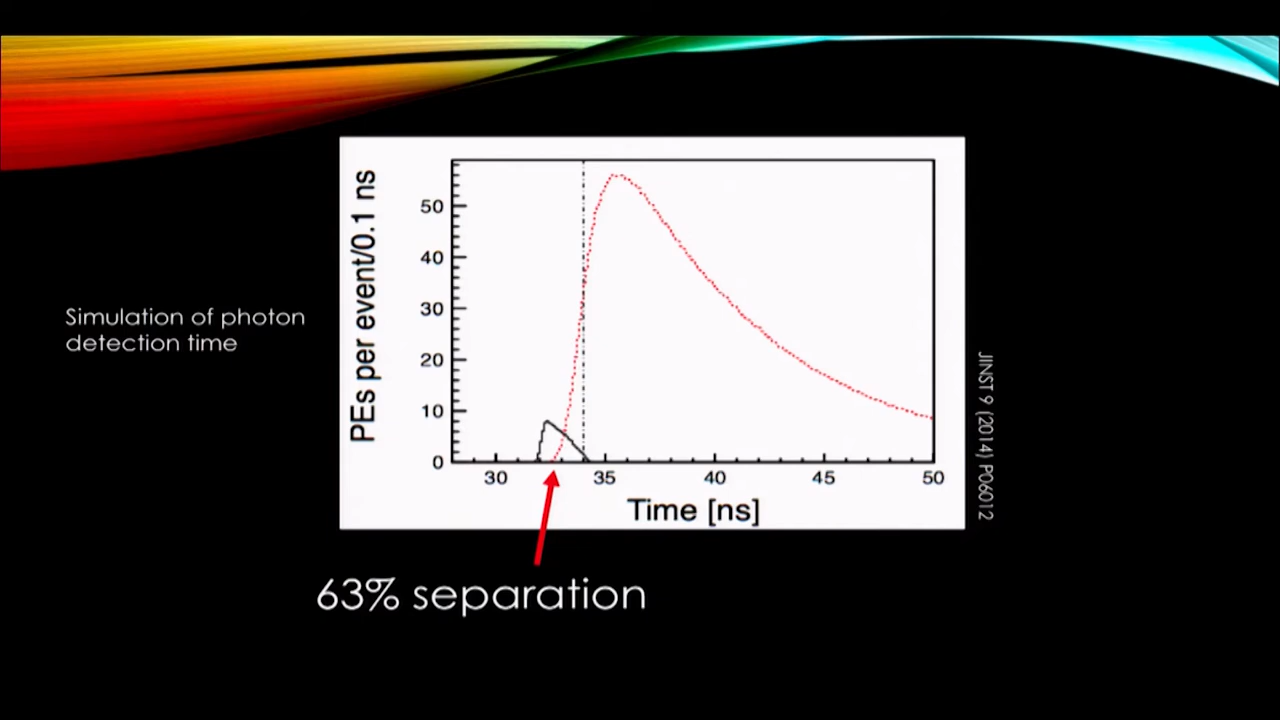 Simulation of photon
detection time
PEs per event/0.1 ns
50
40
30
20
10
0
30
35
40
45
50
Time [ns]
JINST 9 (2014) P06012
63% separation